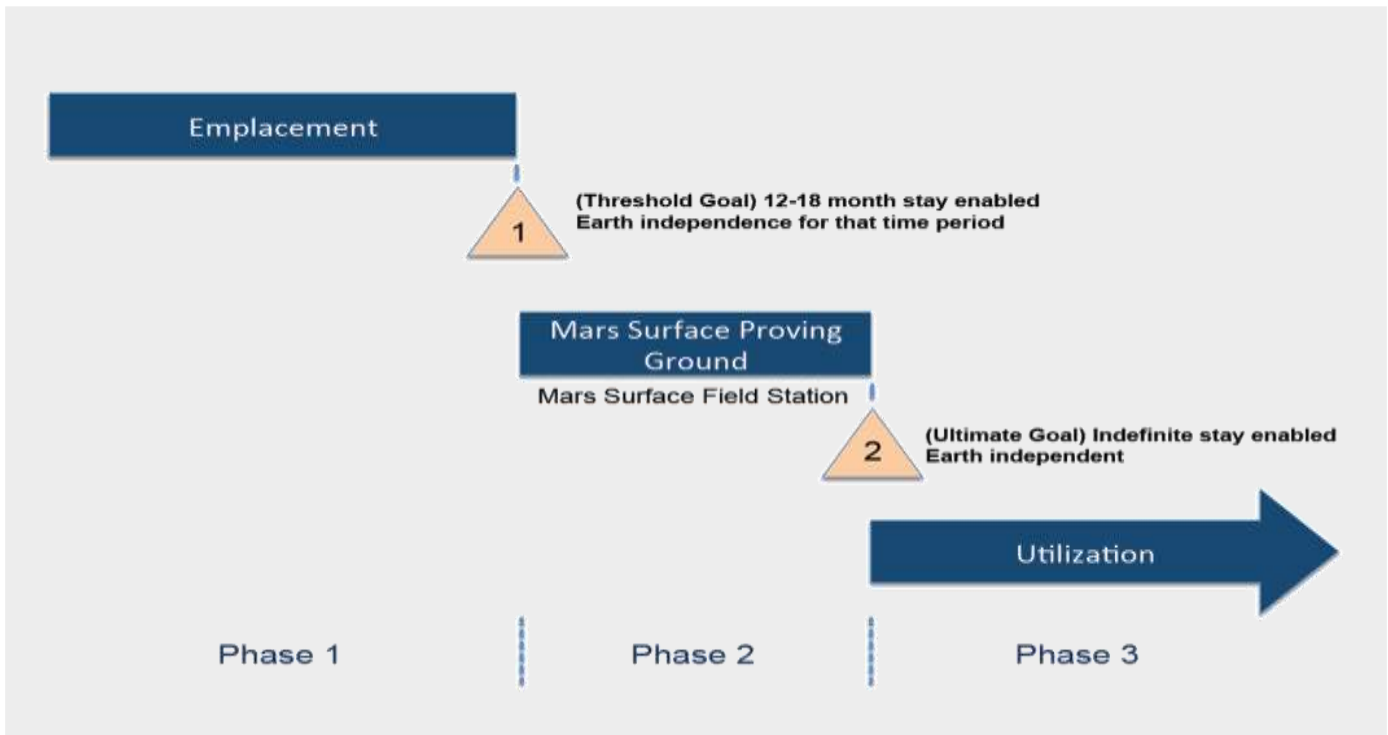 Emplacement
(Threshold Goal) 12-18 month stay enabled
Earth independence for that time period
1
Mars Surface Proving
Ground
Mars Surface Field Station
(Ultimate Goal) Indefinite stay enabled
Earth independent
2
Utilization
Phase 1
Phase 2
Phase 3